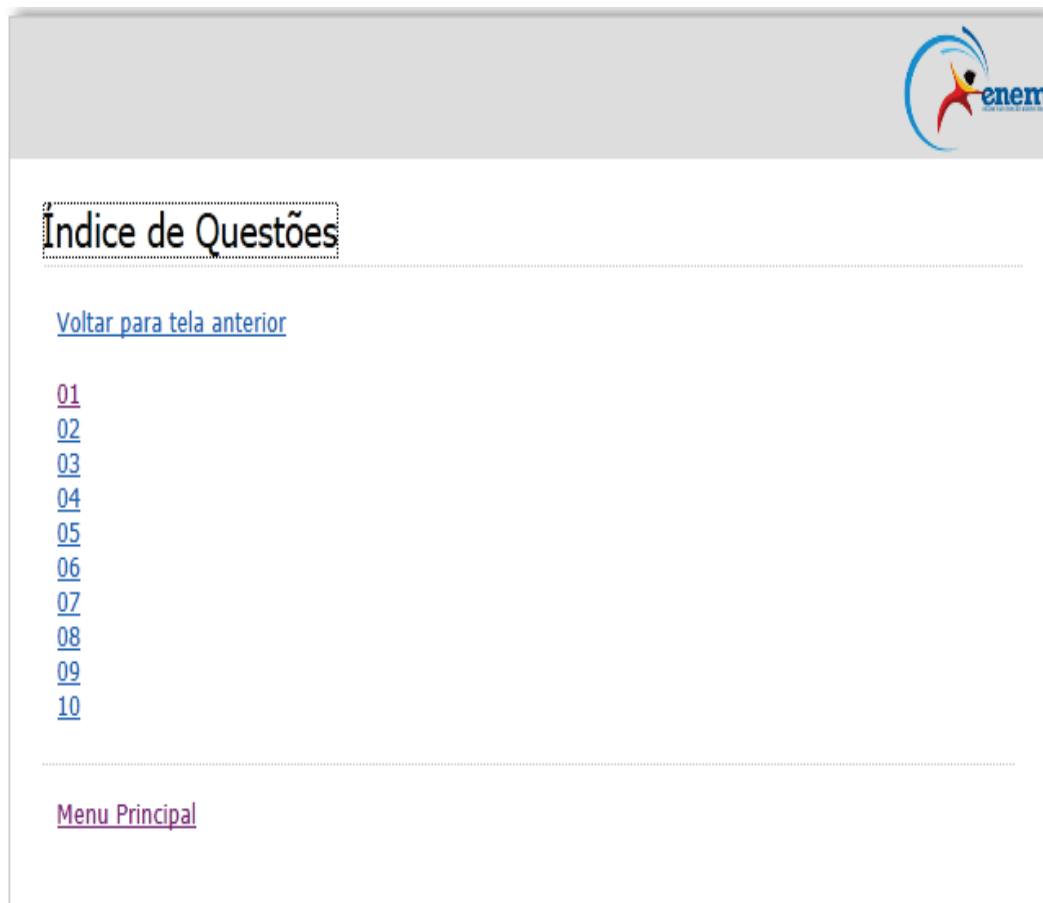 enem
Índice de Questões
Voltar para tela anterior
01
02
03
04
05
06
07
08
09
10
Menu Principal